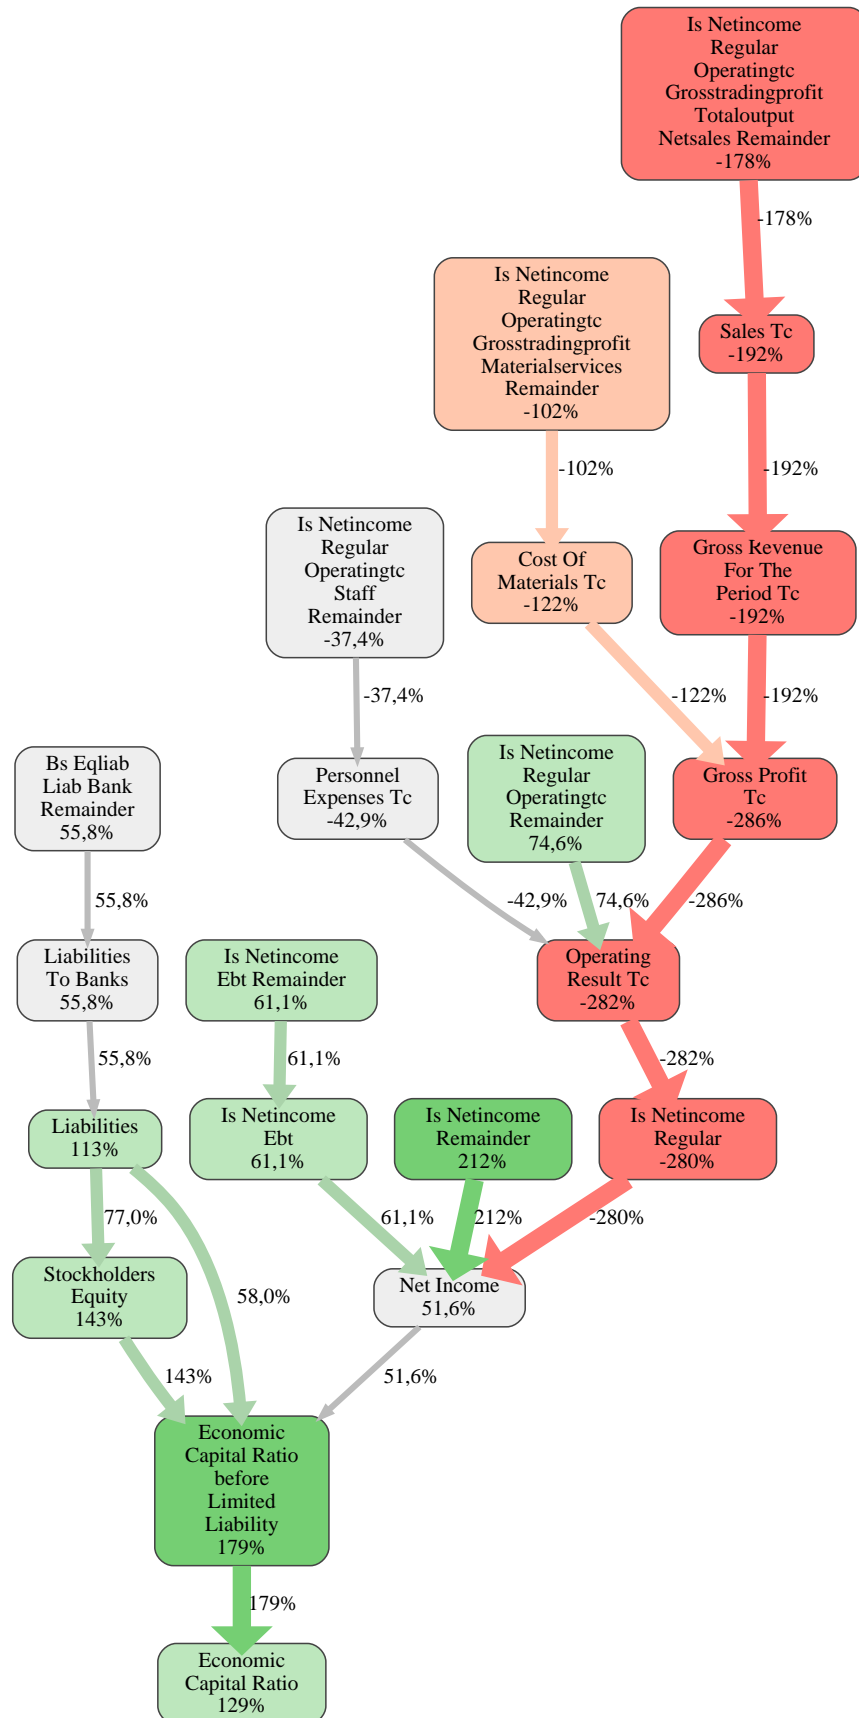 Is Netincome
Regular
Operatingtc
Grosstradingprofit
Totaloutput
Netsales Remainder
-178%
-178%
Is Netincome
Regular
Operatingtc
Grosstradingprofit
Materialservices
Remainder
-102%
Sales Tc
-192%
-102%
-192%
Is Netincome
Regular
Operatingtc
Staff
Remainder
-37,4%
Cost Of
Materials Tc
-122%
Gross Revenue
For The
Period Tc
-192%
-37,4%
-122%
-192%
Bs Eqliab
Liab Bank
Remainder
55,8%
Personnel
Expenses Tc
-42,9%
Is Netincome
Regular
Operatingtc
Remainder
74,6%
Gross Profit
Tc
-286%
55,8%
-42,9%
74,6%
-286%
Liabilities
To Banks
55,8%
Is Netincome
Ebt Remainder
61,1%
Operating
Result Tc
-282%
55,8%
61,1%
-282%
Liabilities
113%
Is Netincome
Ebt
61,1%
Is Netincome
Remainder
212%
Is Netincome
Regular
-280%
77,0%
61,1%
212%
-280%
Stockholders
Equity
143%
58,0%
Net Income
51,6%
143%
51,6%
Economic
Capital Ratio
before
Limited
Liability
179%
179%
Economic
Capital Ratio
129%